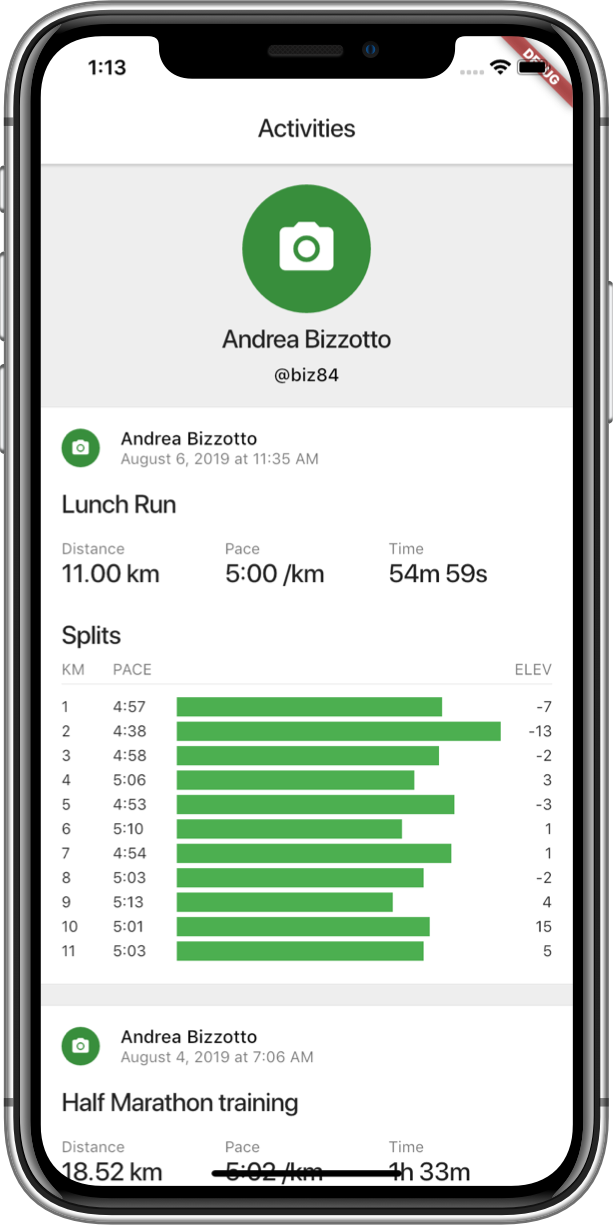 1:13
DEBUG
Activities
Andrea Bizzotto
@biz84
Andrea Bizzotto
August 6, 2019 at 11:35 AM
Lunch Run
Distance Pace Time
11.00 km 5:00 /km 54m 59s
Splits
KM PACE ELEV
1 4:57 -7
2 4:38 -13
3 4:58 -2
4 5:06 3
5 4:53 -3
6 5:10 1
7 4:54 1
8 5:03 -2
9 5:13 4
10 5:01 15
11 5:03 5
Andrea Bizzotto
August 4, 2019 at 7:06 AM
Half Marathon training
Distance Pace Time
18.52 km 5:02 /km 1h 33m